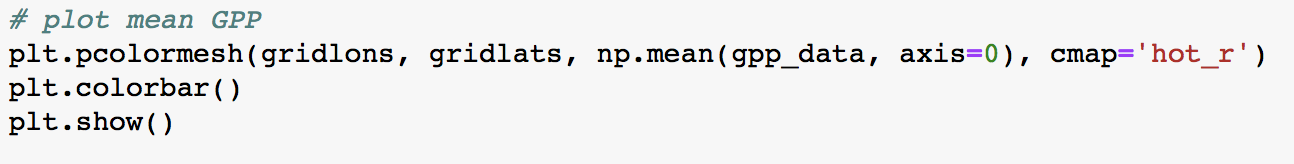 # plot mean GPP
plt.pcolormesh(gridlons, gridlats, np.mean(gpp_data, axis=0), cmap='hot_r')
plt.colorbar()
plt.show()